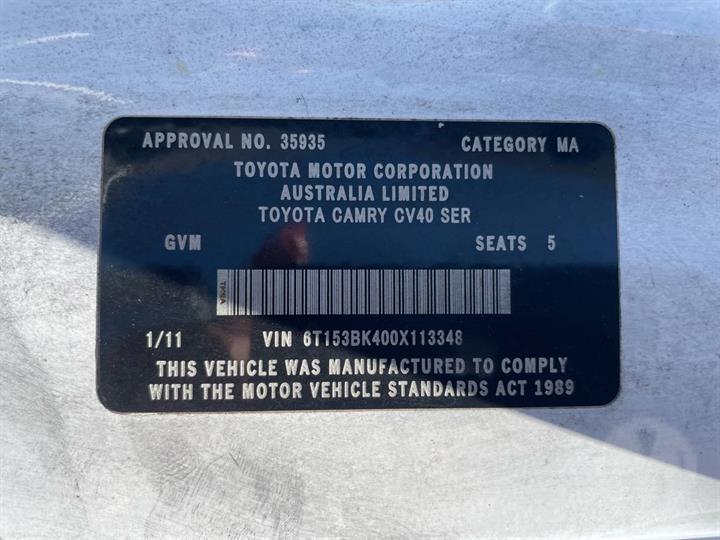 APPROVAL NO. 35935 CATEGORY MA
TOYOTA MOTOR CORPORATION
AUSTRALIA LIMITED
TOYOTA CAMRY CV40 SER
GVM SEATS 5
1/11 VIN 6T153BK400X113348
THIS VEHICLE WAS MANUFACTURED TO COMPLY
WITH THE MOTOR VEHICLE STANDARDS ACT 1989